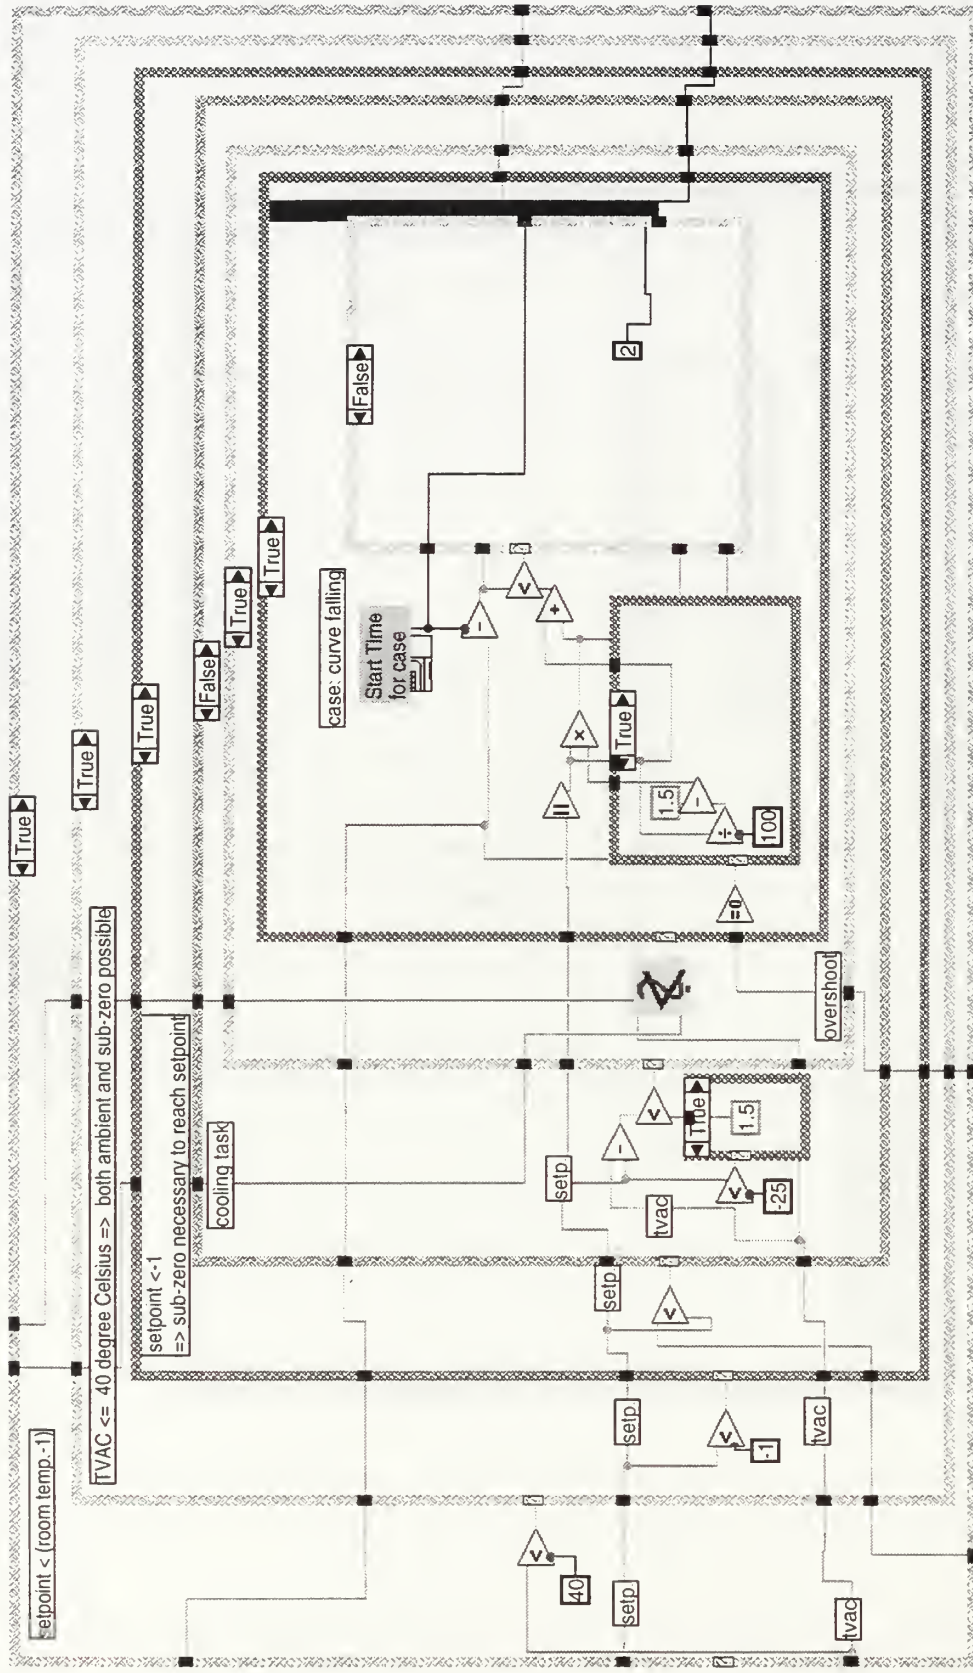 setpoint < (room temp.-1)
True
TVAC <= 40 degree Celsius => both ambient and sub-zero possible
True
setpoint <-1
=> sub-zero necessary to reach setpoint
True
cooling task
False
True
True
case: curve falling
Start Time
for case
False
2
40
setp
tvac
setp
-1
tvac
setp
setp
tvac
-25
True
1.5
overshoot
=0
True
1.5
100